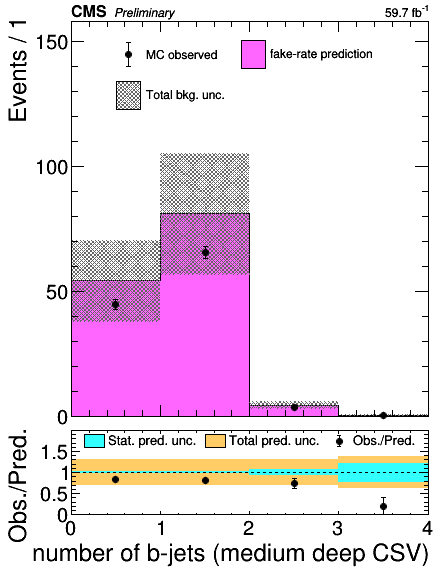 CMS Preliminary 59.7 fb⁻¹
Events / 1
150
MC observed
fake-rate prediction
Total bkg. unc.
100
50
0
Obs./Pred.
Stat. pred. unc.
Total pred. unc.
Obs./Pred.
1.5
1
0.5
0
0 1 2 3 4
number of b-jets (medium deep CSV)